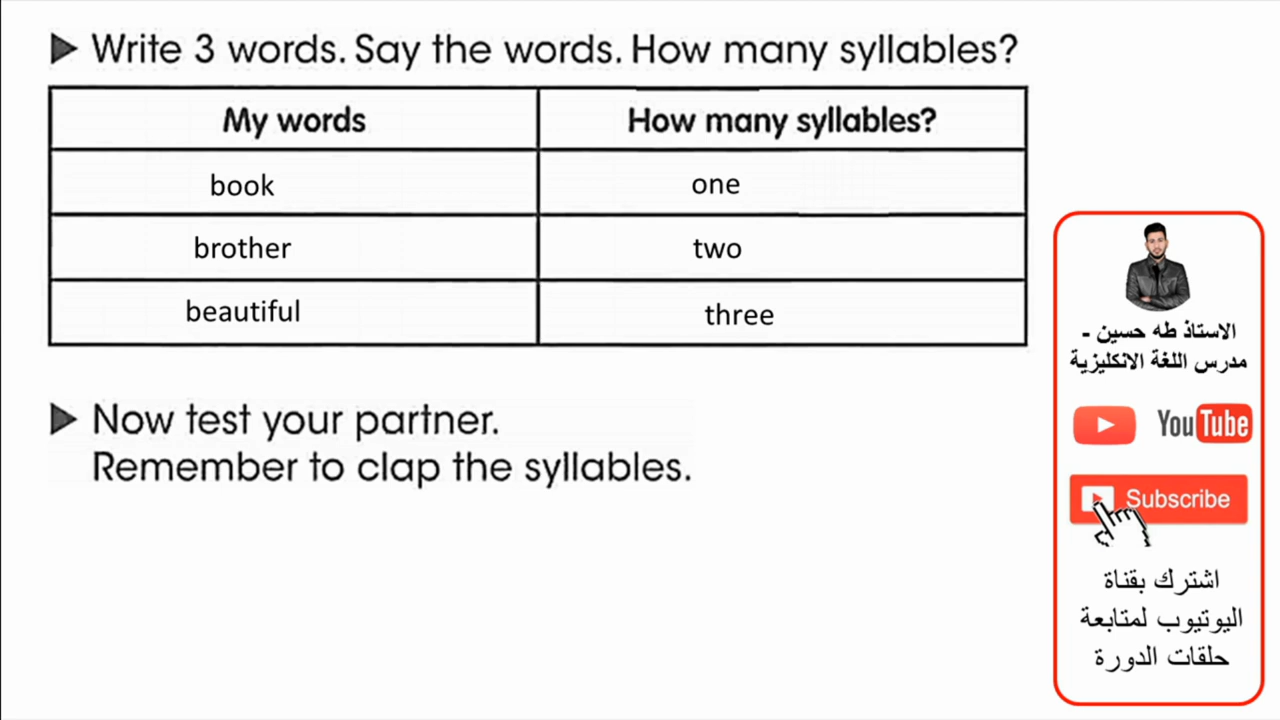 Write 3 words. Say the words. How many syllables?
My words How many syllables?
book one
brother two
beautiful three
Now test your partner.
Remember to clap the syllables.
الاستاذ طه حسين -
مدرس اللغة الانكليزية
YouTube
Subscribe
اشترك بقناة
اليوتيوب لمتابعة
حلقات الدورة